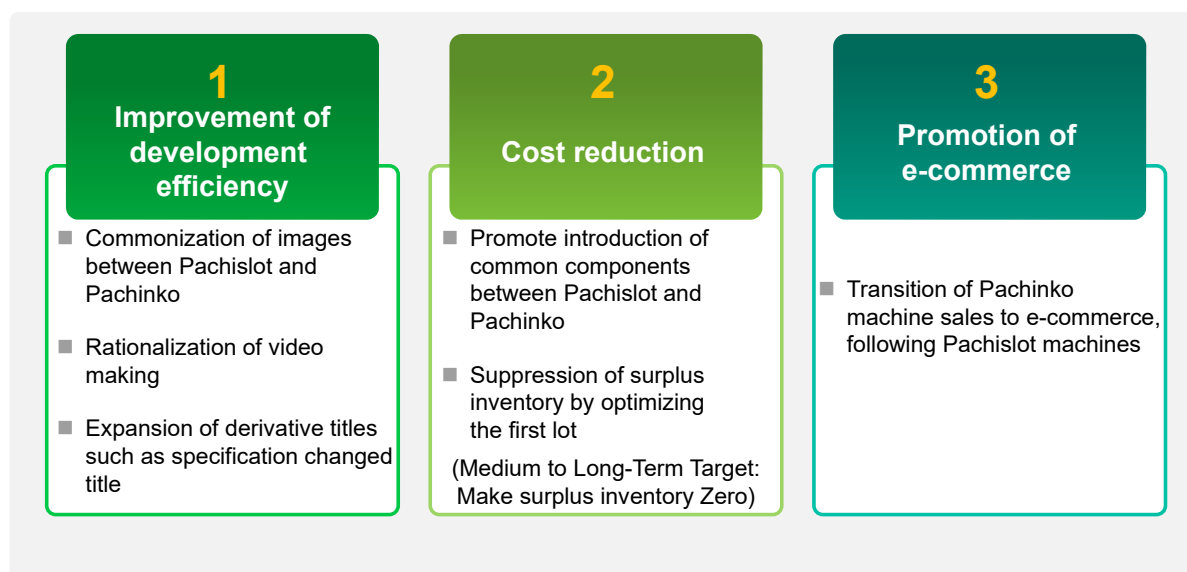 1
Improvement of
development
efficiency
■ Commonization of images
between Pachislot and
Pachinko
■ Rationalization of video
making
■ Expansion of derivative titles
such as specification changed
title
2
Cost reduction
■ Promote introduction of
common components
between Pachislot and
Pachinko
■ Suppression of surplus
inventory by optimizing
the first lot
(Medium to Long-Term Target:
Make surplus inventory Zero)
3
Promotion of
e-commerce
■ Transition of Pachinko
machine sales to e-commerce,
following Pachislot machines